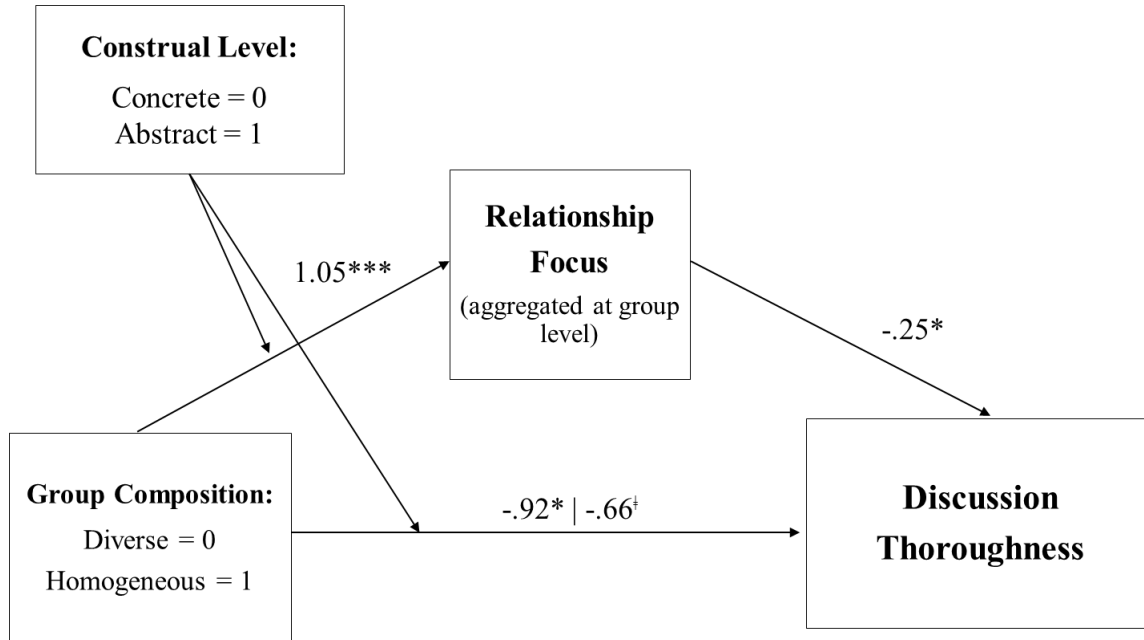 Construal Level:
Concrete = 0
Abstract = 1
Relationship
Focus
(aggregated at group
level)
1.05***
-.25*
Group Composition:
Diverse = 0
Homogeneous = 1
-.92* | -.66ǂ
Discussion
Thoroughness